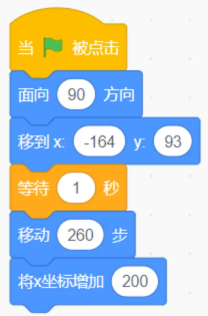 当 被点击
面向 90 方向
移到 x: -164 y: 93
等待 1 秒
移动 260 步
将x坐标增加 200